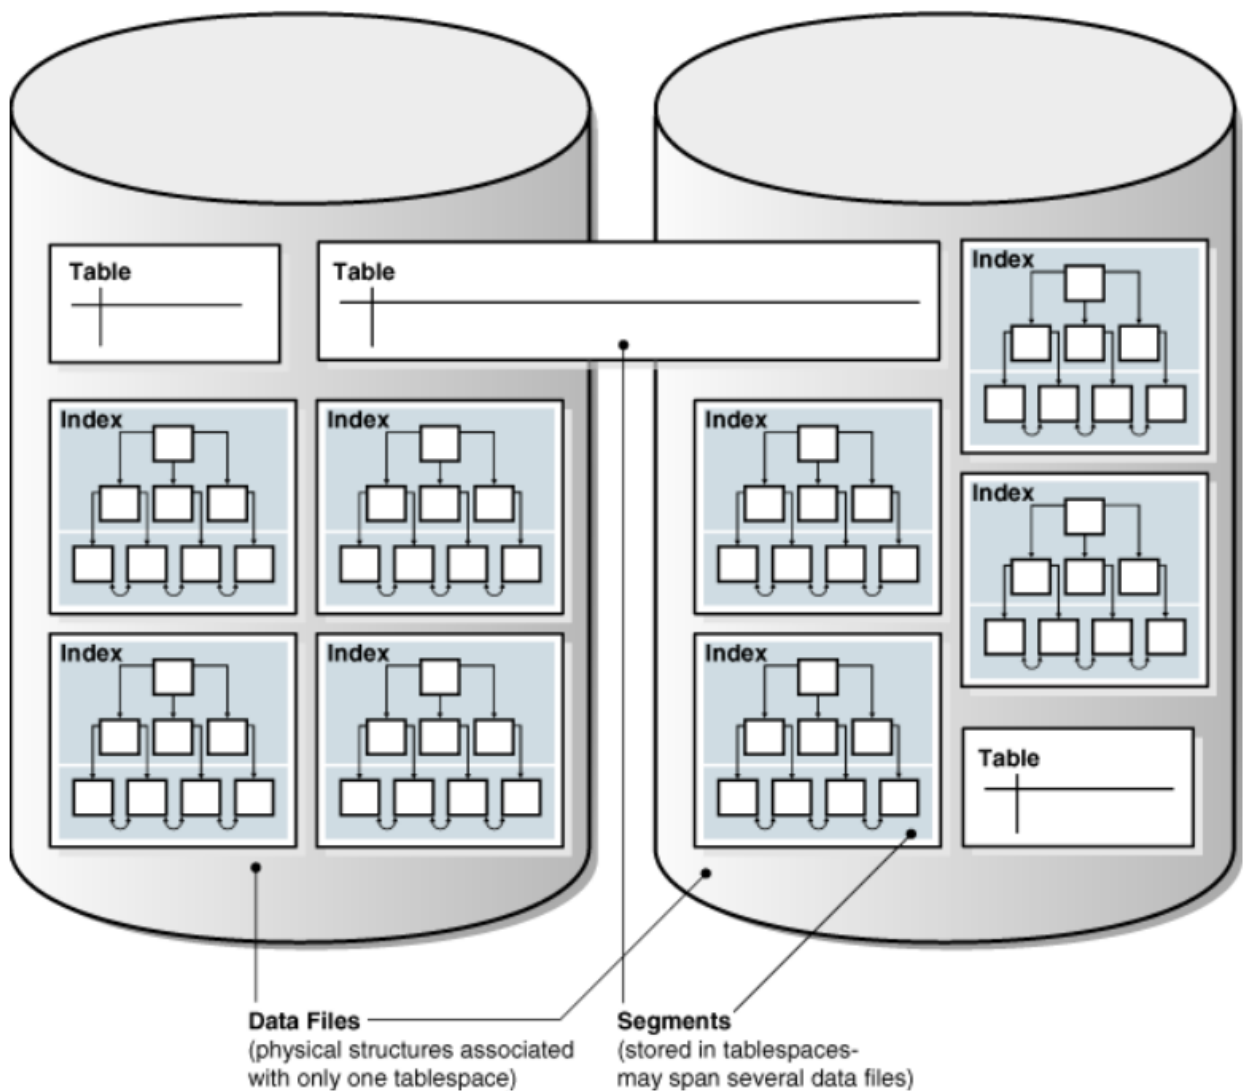 Table
Table
Index
Index
Index
Index
Index
Index
Index
Index
Table
Data Files
(physical structures associated
with only one tablespace)
Segments
(stored in tablespaces-
may span several data files)